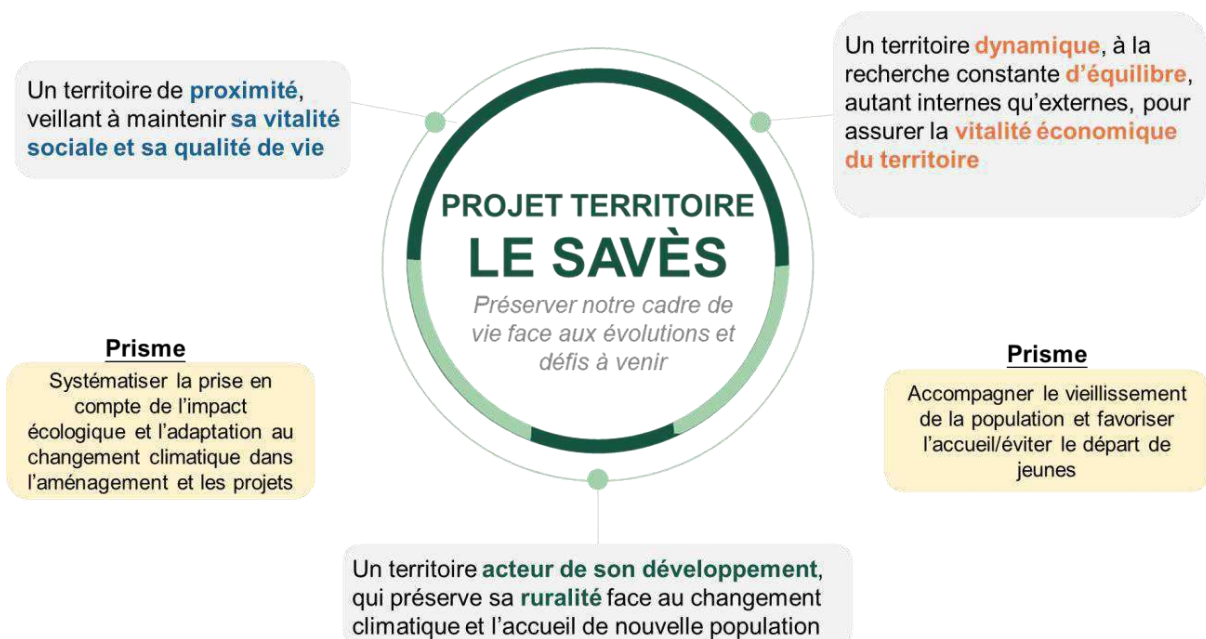 Un territoire de proximité,
veillant à maintenir sa vitalité
sociale et sa qualité de vie
Un territoire dynamique, à la
recherche constante d’équilibre,
autant internes qu’externes, pour
assurer la vitalité économique
du territoire
PROJET TERRITOIRE
LE SAVÈS
Préserver notre cadre de
vie face aux évolutions et
défis à venir
Prisme
Systématiser la prise en
compte de l’impact
écologique et l’adaptation au
changement climatique dans
l’aménagement et les projets
Prisme
Accompagner le vieillissement
de la population et favoriser
l’accueil/éviter le départ de
jeunes
Un territoire acteur de son développement,
qui préserve sa ruralité face au changement
climatique et l’accueil de nouvelle population